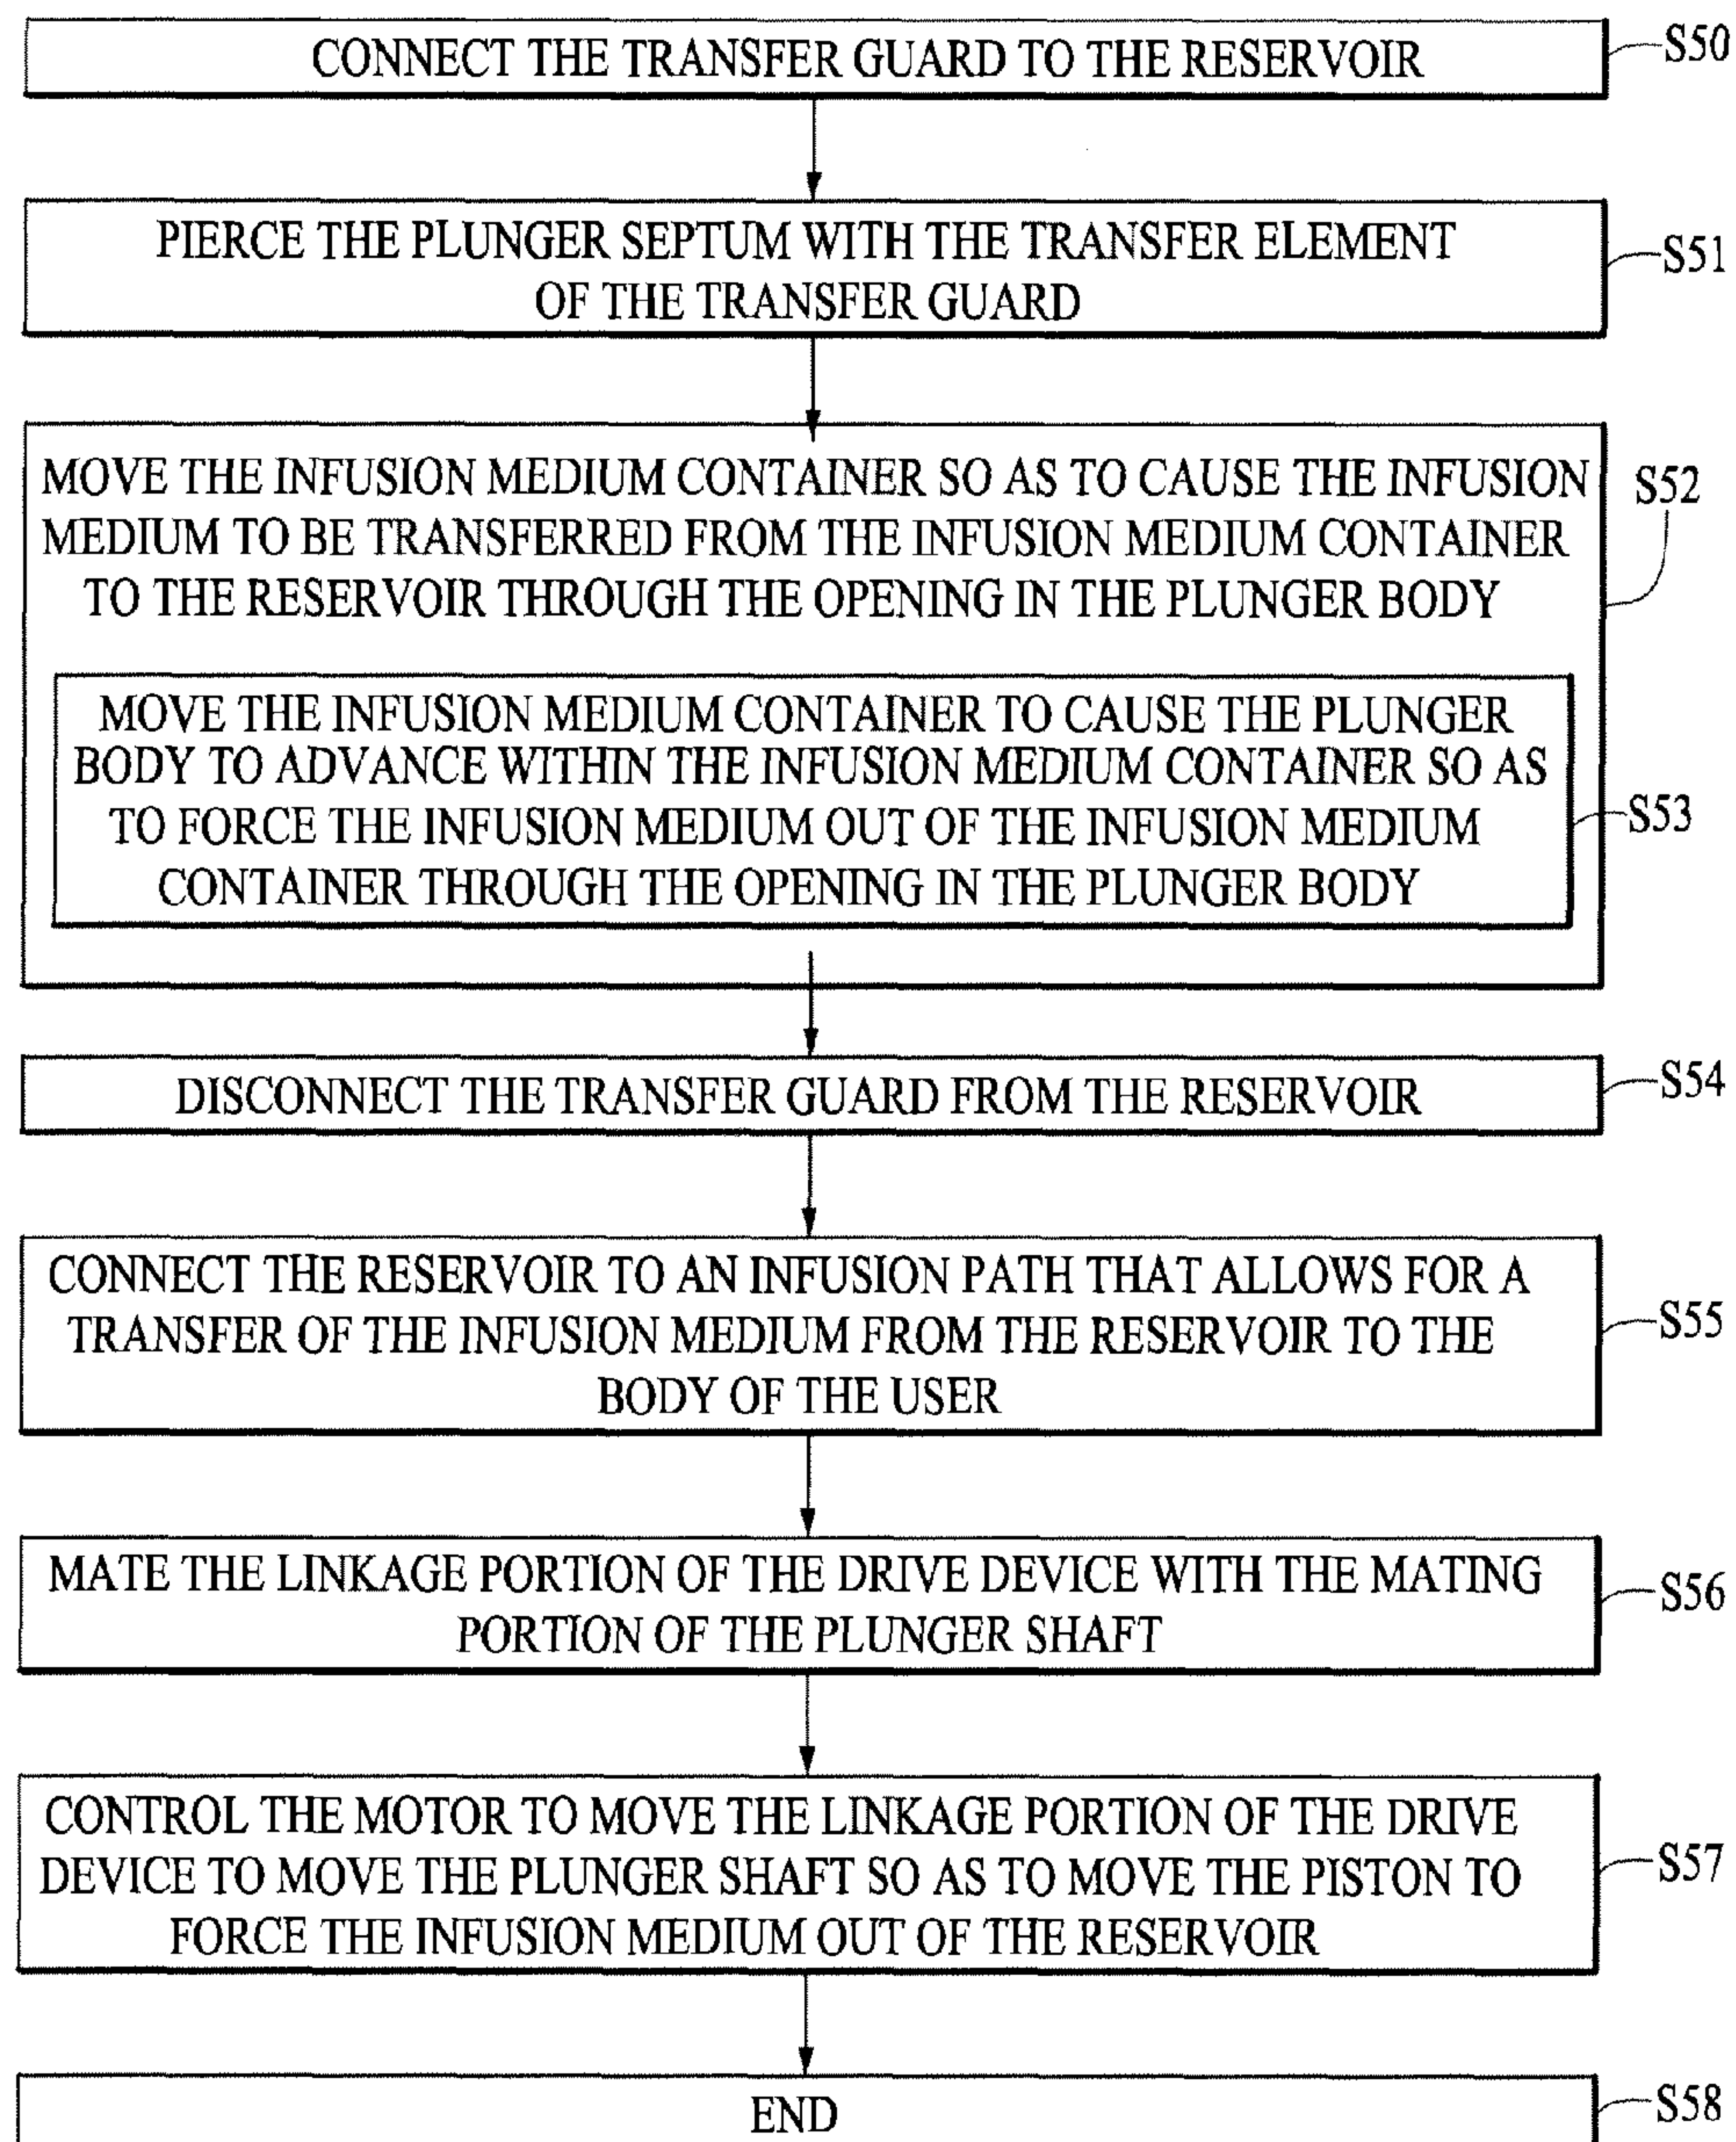 CONNECT THE TRANSFER GUARD TO THE RESERVOIR
S50
PIERCE THE PLUNGER SEPTUM WITH THE TRANSFER ELEMENT
OF THE TRANSFER GUARD
S51
MOVE THE INFUSION MEDIUM CONTAINER SO AS TO CAUSE THE INFUSION
MEDIUM TO BE TRANSFERRED FROM THE INFUSION MEDIUM CONTAINER
TO THE RESERVOIR THROUGH THE OPENING IN THE PLUNGER BODY
S52
MOVE THE INFUSION MEDIUM CONTAINER TO CAUSE THE PLUNGER
BODY TO ADVANCE WITHIN THE INFUSION MEDIUM CONTAINER SO AS
TO FORCE THE INFUSION MEDIUM OUT OF THE INFUSION MEDIUM
CONTAINER THROUGH THE OPENING IN THE PLUNGER BODY
S53
DISCONNECT THE TRANSFER GUARD FROM THE RESERVOIR
S54
CONNECT THE RESERVOIR TO AN INFUSION PATH THAT ALLOWS FOR A
TRANSFER OF THE INFUSION MEDIUM FROM THE RESERVOIR TO THE
BODY OF THE USER
S55
MATE THE LINKAGE PORTION OF THE DRIVE DEVICE WITH THE MATING
PORTION OF THE PLUNGER SHAFT
S56
CONTROL THE MOTOR TO MOVE THE LINKAGE PORTION OF THE DRIVE
DEVICE TO MOVE THE PLUNGER SHAFT SO AS TO MOVE THE PISTON TO
FORCE THE INFUSION MEDIUM OUT OF THE RESERVOIR
S57
END
S58